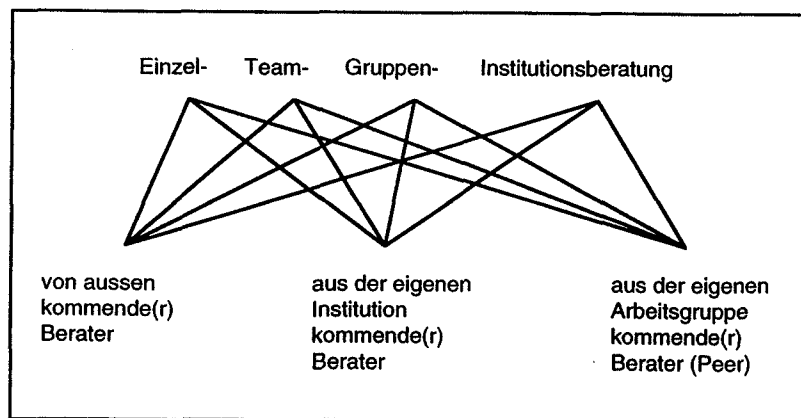 Einzel- Team- Gruppen- Institutionsberatung
von aussen
kommende(r)
Berater
aus der eigenen
Institution
kommende(r)
Berater
aus der eigenen
Arbeitsgruppe
kommende(r)
Berater (Peer)